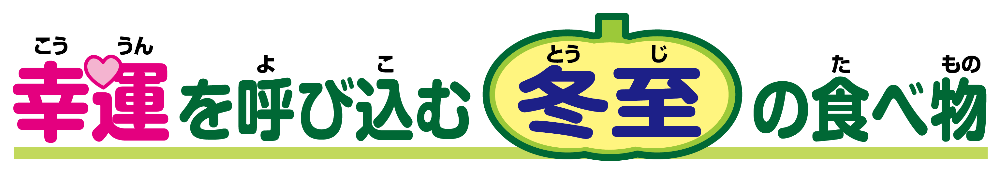 こう うん よ こ とう じ た もの
幸運を呼び込む冬至の食べ物